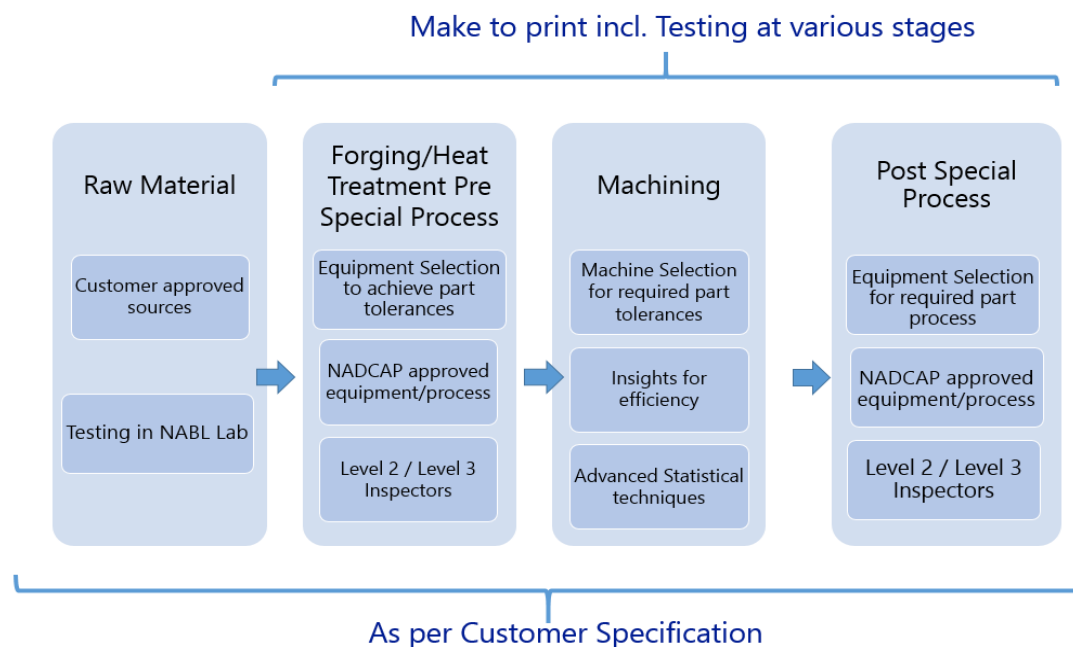 Make to print incl. Testing at various stages
Raw Material
Customer approved
sources
Testing in NABL Lab
Forging/Heat
Treatment Pre
Special Process
Equipment Selection
to achieve part
tolerances
NADCAP approved
equipment/process
Level 2 / Level 3
Inspectors
Machining
Machine Selection
for required part
tolerances
Insights for
efficiency
Advanced Statistical
techniques
Post Special
Process
Equipment Selection
for required part
process
NADCAP approved
equipment/process
Level 2 / Level 3
Inspectors
As per Customer Specification